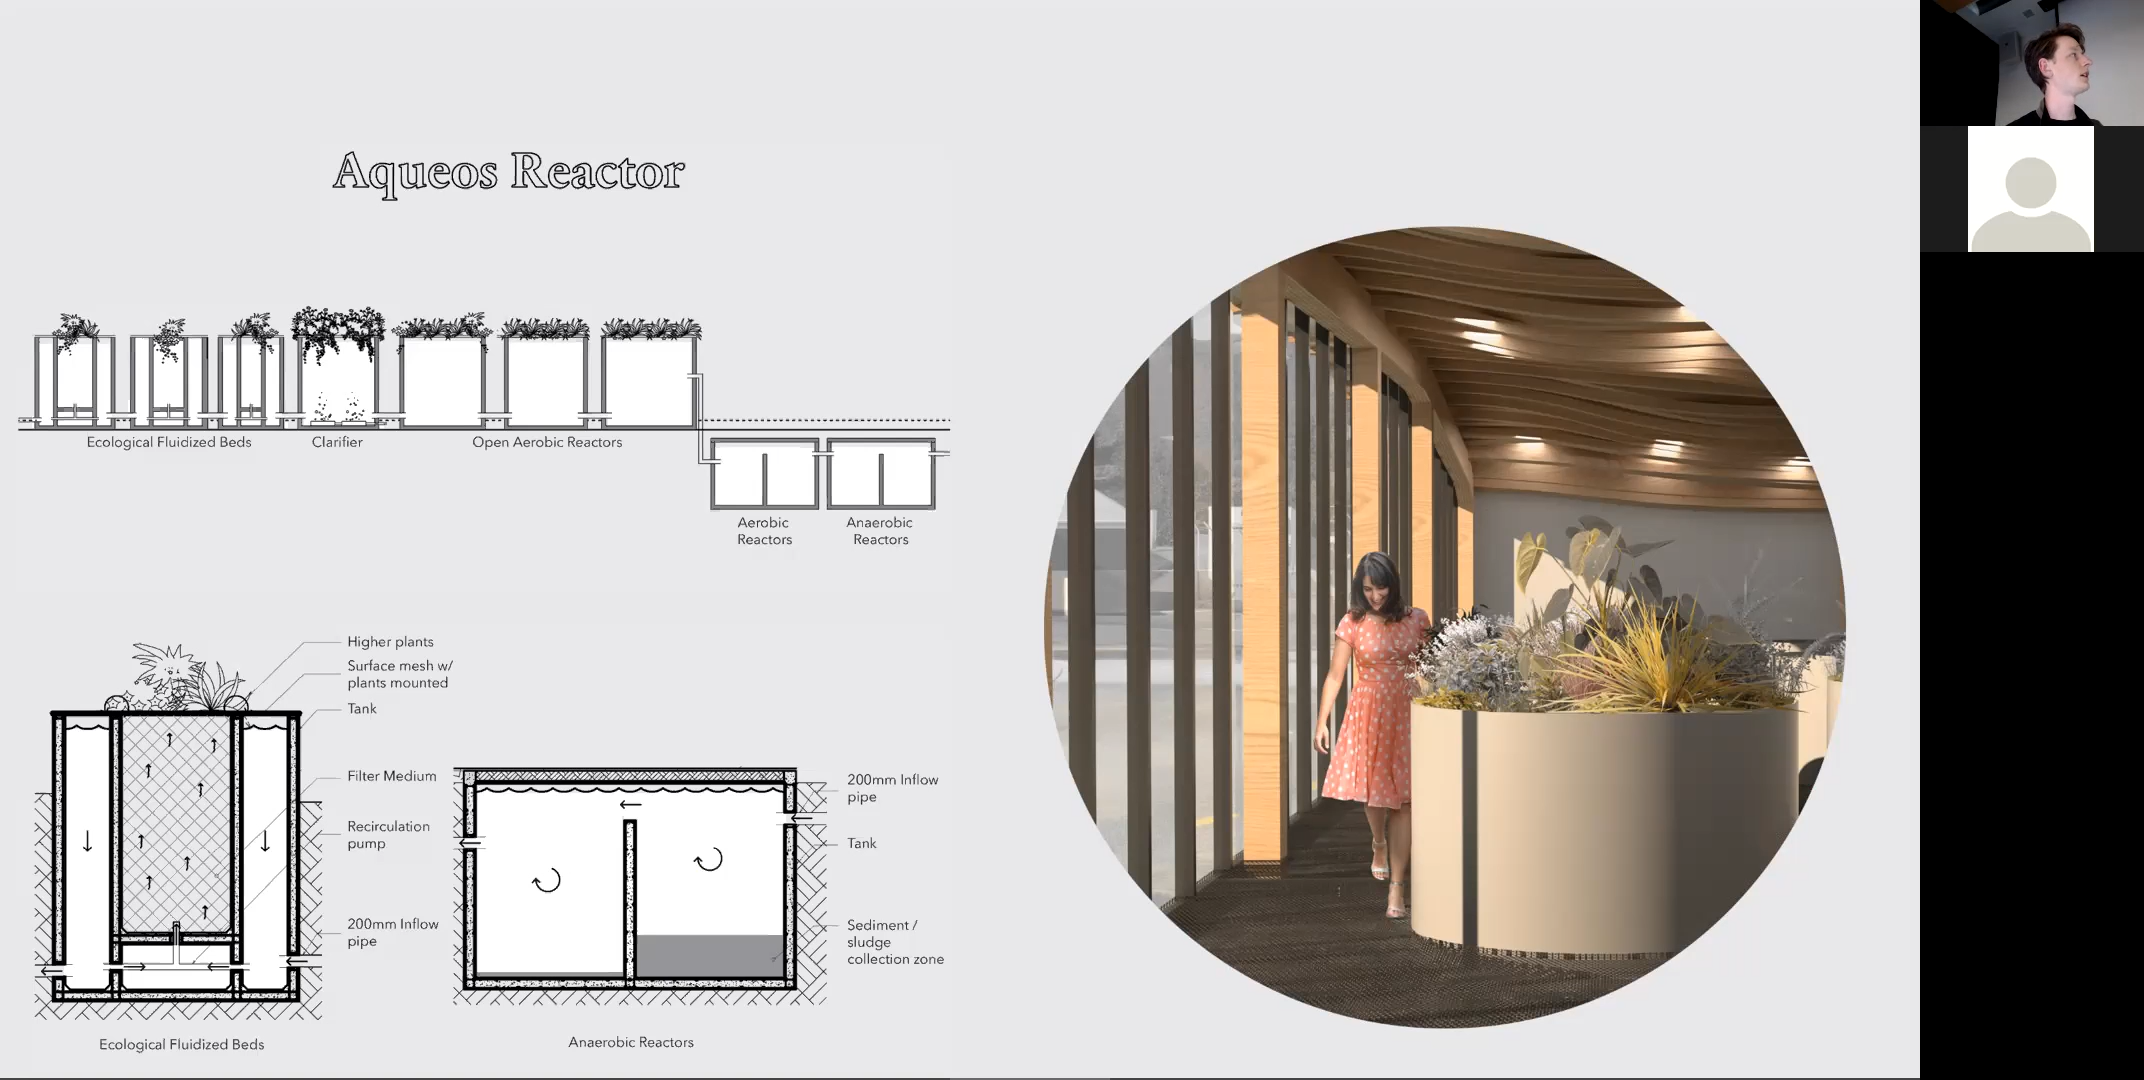 Aqueos Reactor
Ecological Fluidized Beds
Clarifier
Open Aerobic Reactors
Aerobic
Reactors
Anaerobic
Reactors
Higher plants
Surface mesh w/
plants mounted
Tank
Filter Medium
Recirculation
pump
200mm Inflow
pipe
Ecological Fluidized Beds
200mm Inflow
pipe
Tank
Sediment /
sludge
collection zone
Anaerobic Reactors